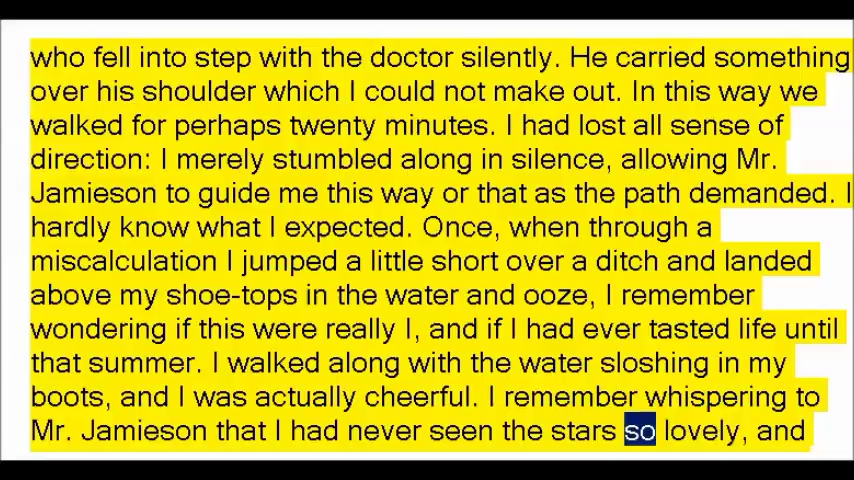 who fell into step with the doctor silently. He carried something
over his shoulder which I could not make out. In this way we
walked for perhaps twenty minutes. I had lost all sense of
direction: I merely stumbled along in silence, allowing Mr.
Jamieson to guide me this way or that as the path demanded. I
hardly know what I expected. Once, when through a
miscalculation I jumped a little short over a ditch and landed
above my shoe-tops in the water and ooze, I remember
wondering if this were really I, and if I had ever tasted life until
that summer. I walked along with the water sloshing in my
boots, and I was actually cheerful. I remember whispering to
Mr. Jamieson that I had never seen the stars so lovely, and